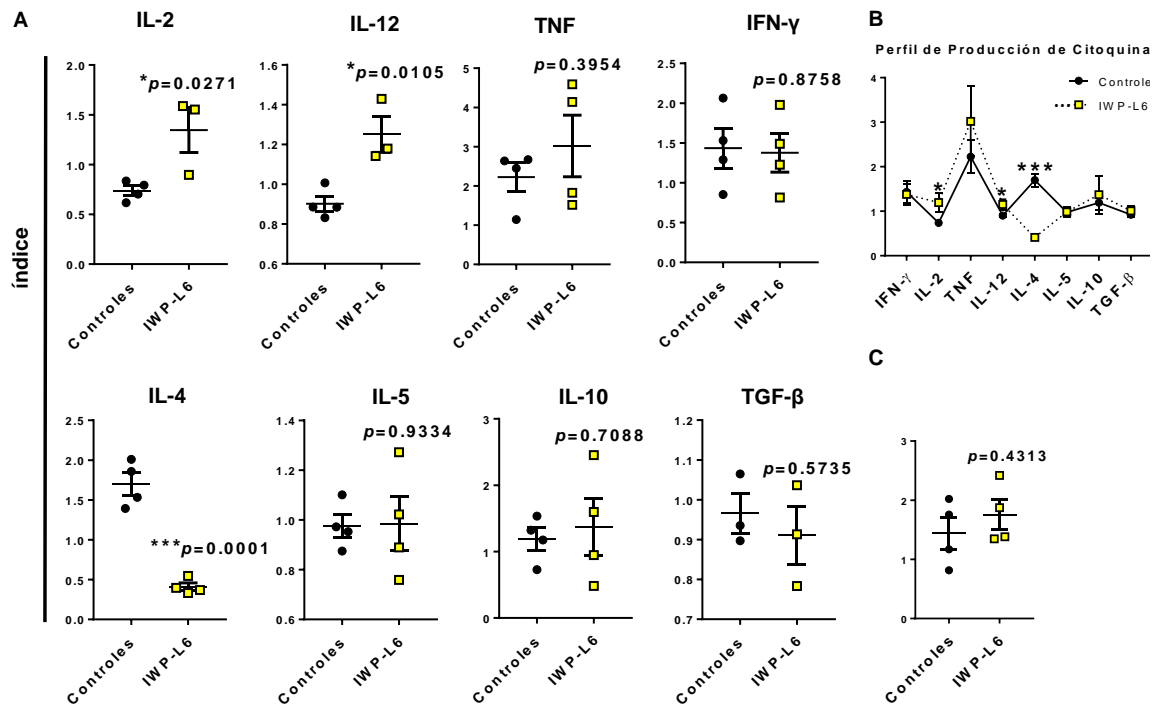 A
IL-2
IL-12
TNF
IFN-γ
índice
2.0
1.5
1.0
0.5
0.0
*p=0.0271
Controles
IWP-L6
1.6
1.4
1.2
1.0
0.8
0.6
*p=0.0105
Controles
IWP-L6
5
4
3
2
1
0
p=0.3954
Controles
IWP-L6
2.5
2.0
1.5
1.0
0.5
0.0
p=0.8758
Controles
IWP-L6
IL-4
IL-5
IL-10
TGF-β
2.5
2.0
1.5
1.0
0.5
0.0
***p=0.0001
Controles
IWP-L6
1.4
1.2
1.0
0.8
0.6
p=0.9334
Controles
IWP-L6
3
2
1
0
p=0.7088
Controles
IWP-L6
1.2
1.1
1.0
0.9
0.8
0.7
p=0.5735
Controles
IWP-L6
B
Perfil de Producción de Citoquina
Controle
IWP-L6
4
3
2
1
0
*
*
***
IFN-γ
IL-2
TNF
IL-12
IL-4
IL-5
IL-10
TGF-β
C
3
2
1
0
p=0.4313
Controles
IWP-L6